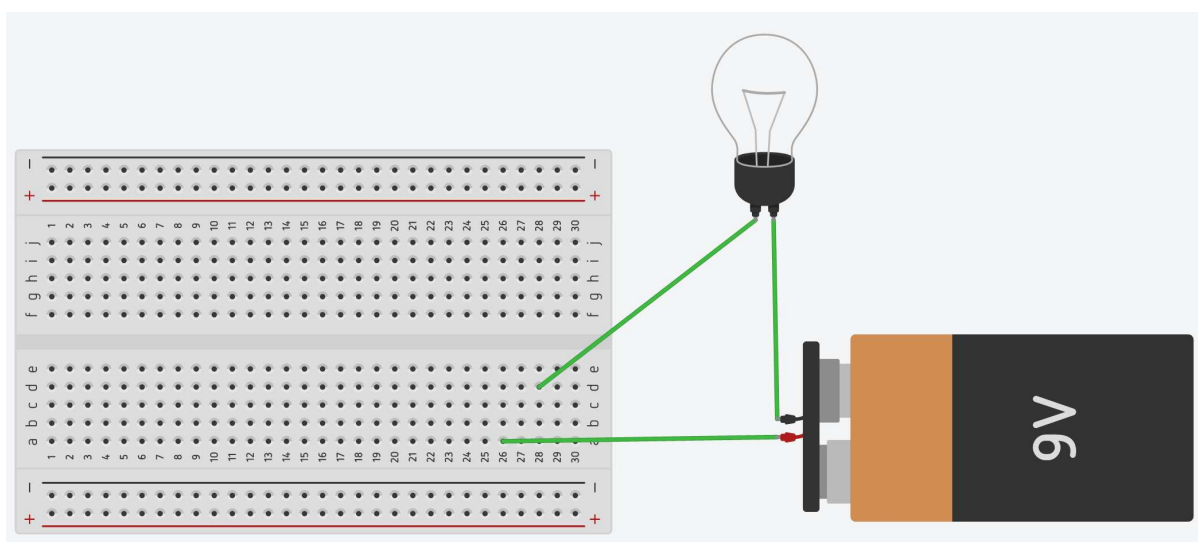 - -
+ +
1 2 3 4 5 6 7 8 9 10 11 12 13 14 15 16 17 18 19 20 21 22 23 24 25 26 27 28 29 30
j j
i i
h h
g g
f f
e e
d d
c c
b b
a a
1 2 3 4 5 6 7 8 9 10 11 12 13 14 15 16 17 18 19 20 21 22 23 24 25 26 27 28 29 30
- -
+ +
9V